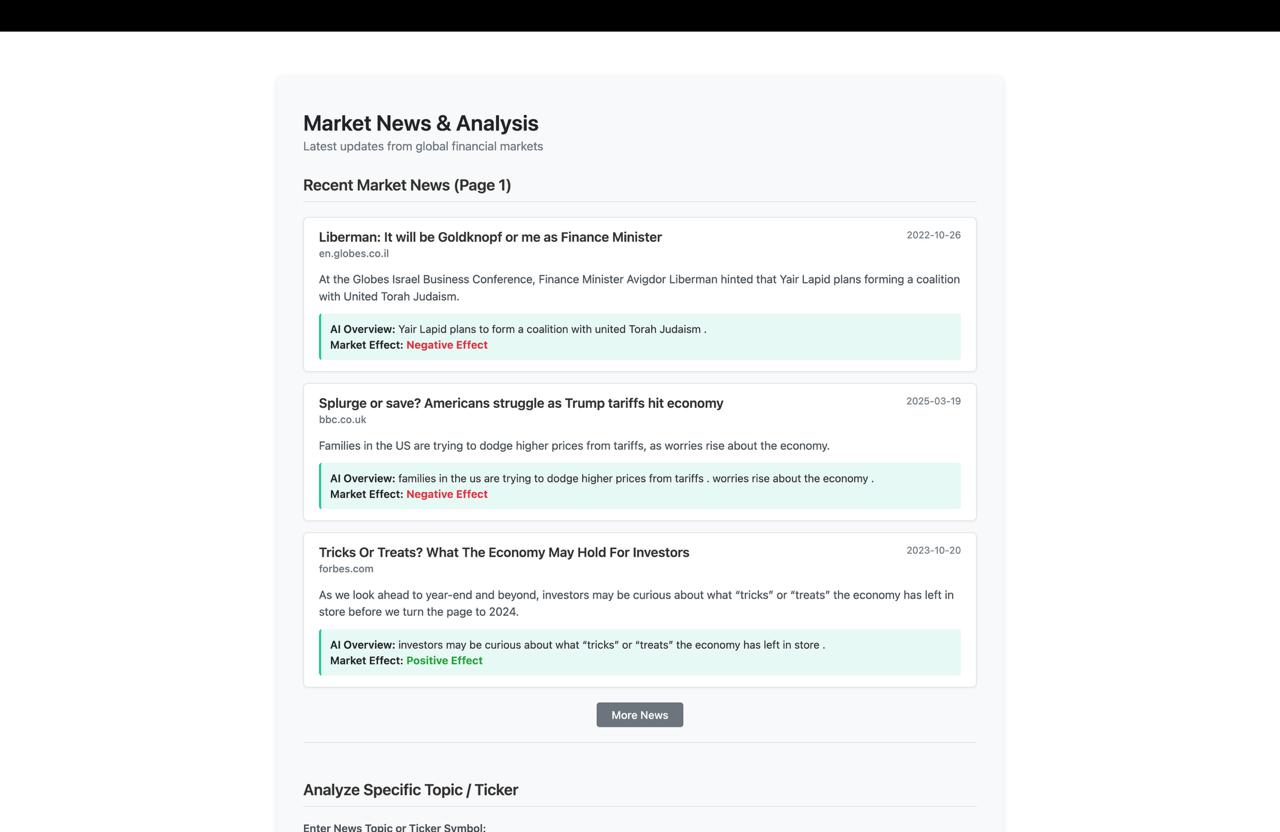 Market News & Analysis
Latest updates from global financial markets
Recent Market News (Page 1)
Liberman: It will be Goldknopf or me as Finance Minister
2022-10-26
en.globes.co.il
At the Globes Israel Business Conference, Finance Minister Avigdor Liberman hinted that Yair Lapid plans forming a coalition
with United Torah Judaism.
AI Overview: Yair Lapid plans to form a coalition with united Torah Judaism .
Market Effect: Negative Effect
Splurge or save? Americans struggle as Trump tariffs hit economy
2025-03-19
bbc.co.uk
Families in the US are trying to dodge higher prices from tariffs, as worries rise about the economy.
AI Overview: families in the us are trying to dodge higher prices from tariffs . worries rise about the economy .
Market Effect: Negative Effect
Tricks Or Treats? What The Economy May Hold For Investors
2023-10-20
forbes.com
As we look ahead to year-end and beyond, investors may be curious about what “tricks” or “treats” the economy has left in
store before we turn the page to 2024.
AI Overview: investors may be curious about what “tricks” or “treats” the economy has left in store .
Market Effect: Positive Effect
More News
Analyze Specific Topic / Ticker
Enter News Topic or Ticker Symbol: